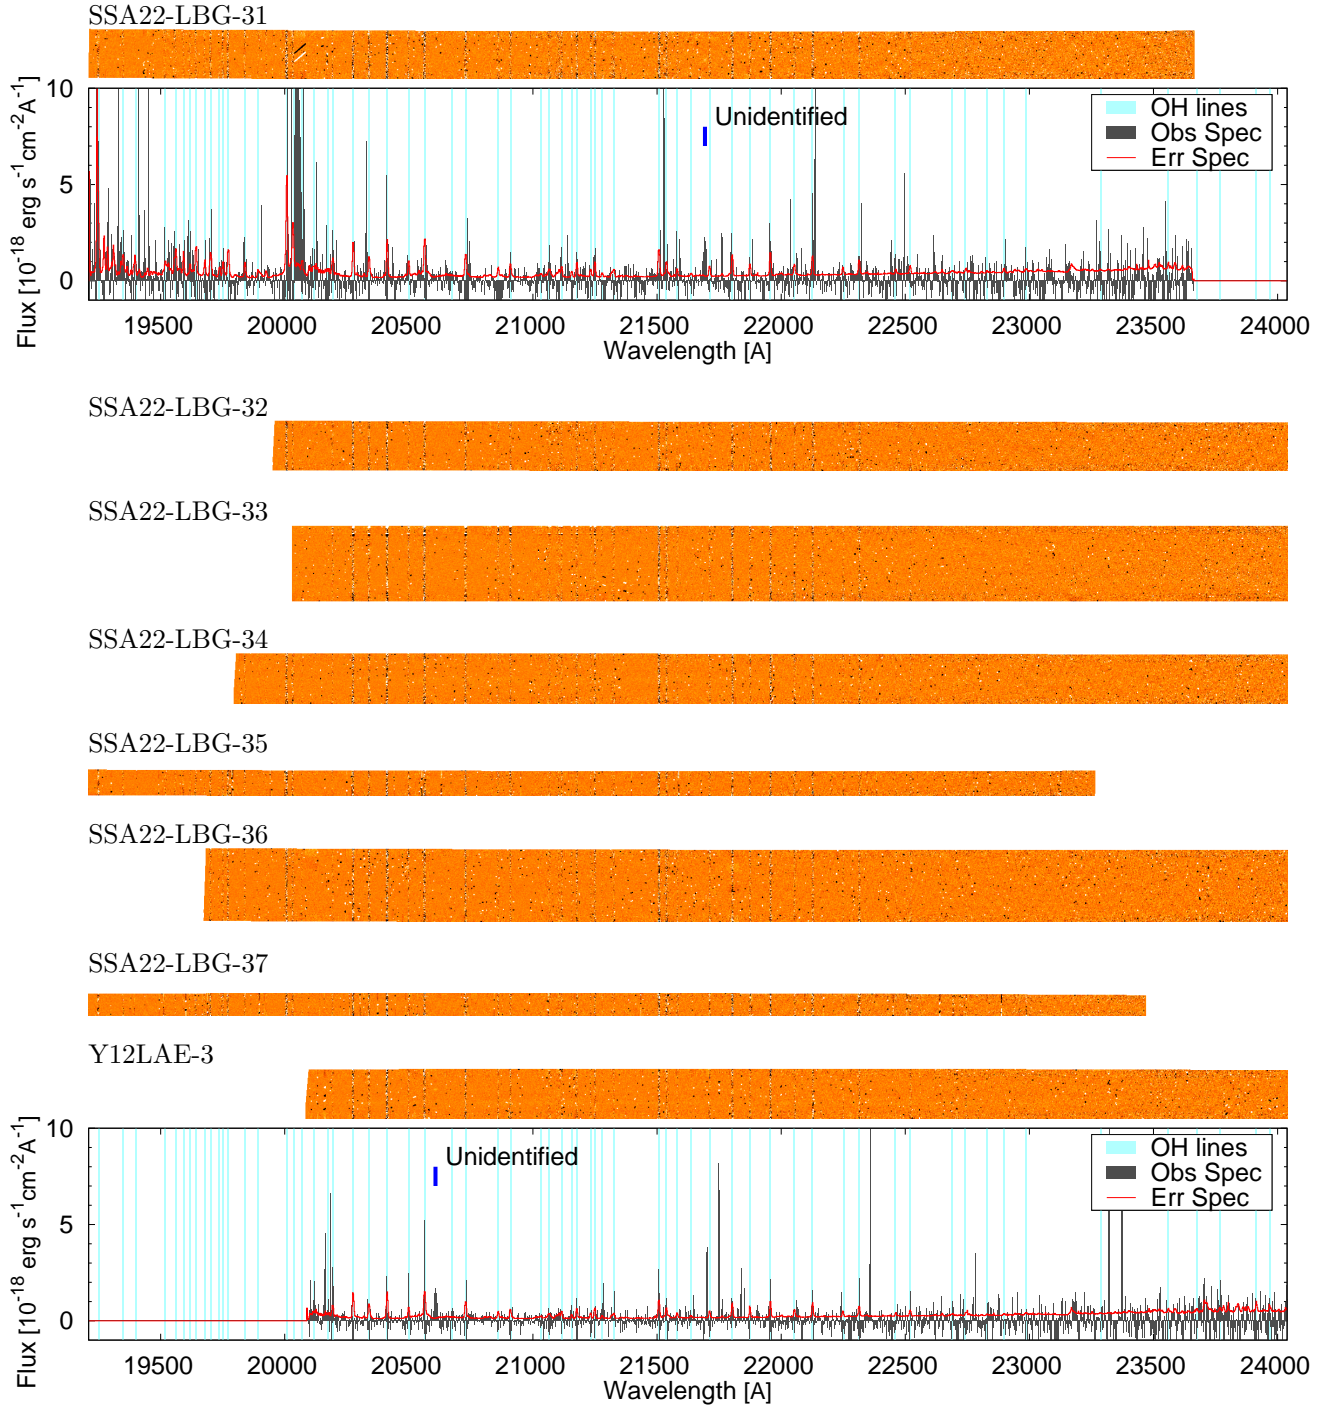 SSA22-LBG-31
10
5
0
Flux [10⁻¹⁸ erg s⁻¹cm⁻²A⁻¹]
Unidentified
OH lines
Obs Spec
Err Spec
19500 20000 20500 21000 21500 22000 22500 23000 23500 24000
Wavelength [A]
SSA22-LBG-32
SSA22-LBG-33
SSA22-LBG-34
SSA22-LBG-35
SSA22-LBG-36
SSA22-LBG-37
Y12LAE-3
10
5
0
Flux [10⁻¹⁸ erg s⁻¹cm⁻²A⁻¹]
Unidentified
OH lines
Obs Spec
Err Spec
19500 20000 20500 21000 21500 22000 22500 23000 23500 24000
Wavelength [A]